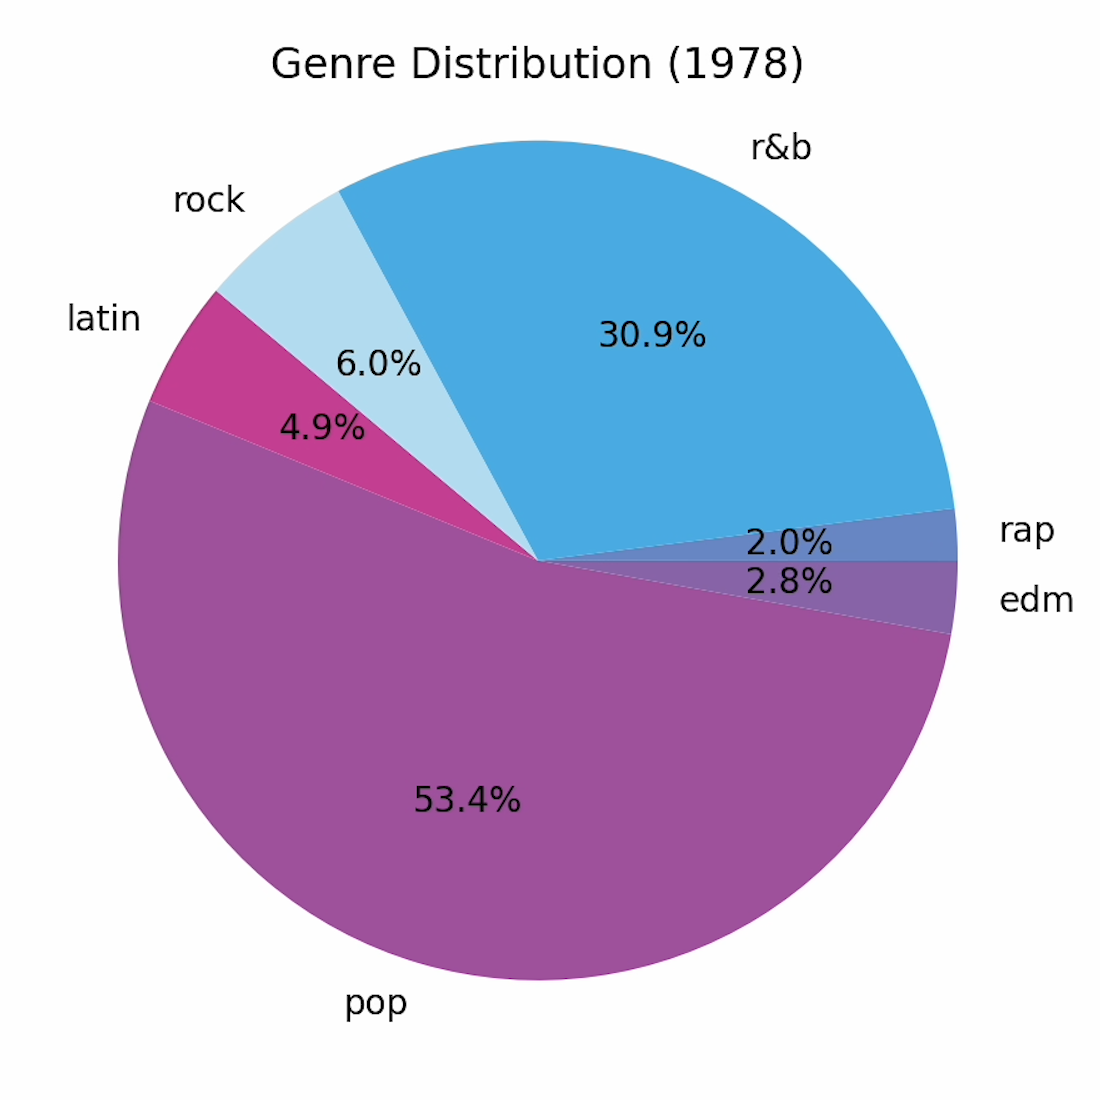 Genre Distribution (1978)
r&b
rock
latin
30.9%
6.0%
4.9%
rap
2.0%
2.8%
edm
53.4%
pop